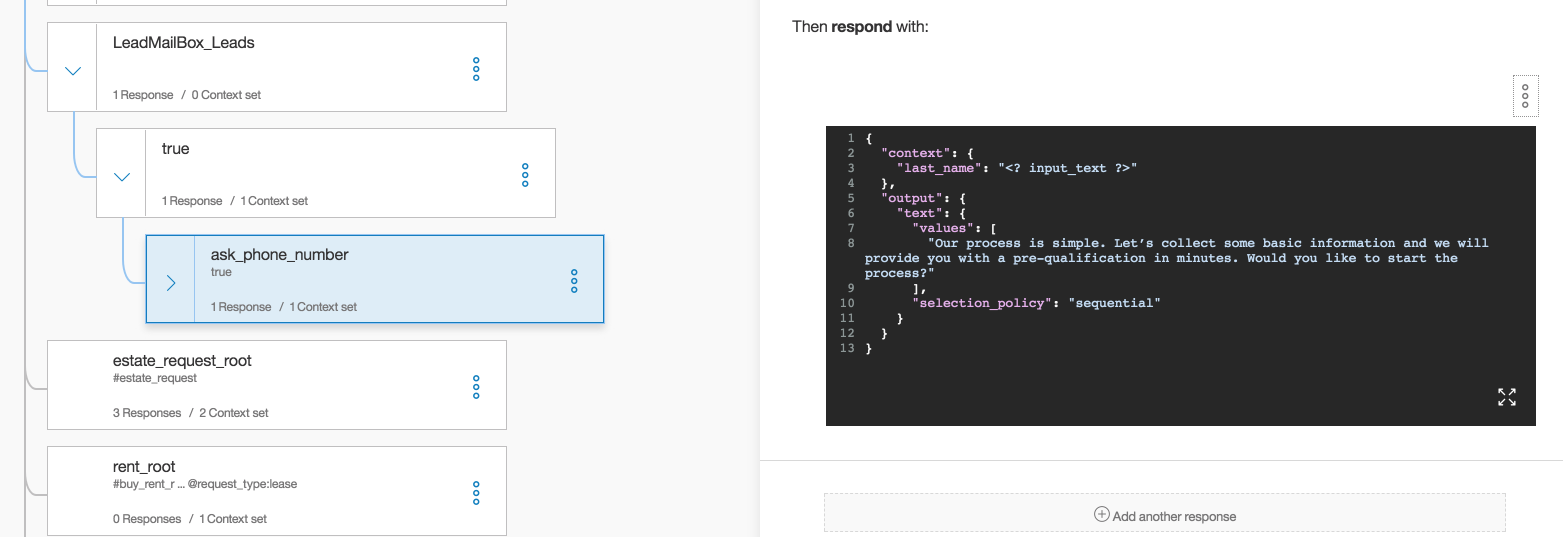 LeadMailBox_Leads
1 Response / 0 Context set
true
1 Response / 1 Context set
ask_phone_number
true
1 Response / 1 Context set
estate_request_root
#estate_request
3 Responses / 2 Context set
rent_root
#buy_rent_r ... @request_type:lease
0 Responses / 1 Context set
Then respond with:
1 {
2 "context": {
3 "last_name": "<? input_text ?>"
4 },
5 "output": {
6 "text": {
7 "values": [
8 "Our process is simple. Let’s collect some basic information and we will
provide you with a pre-qualification in minutes. Would you like to start the
process?"
9 ],
10 "selection_policy": "sequential"
11 }
12 }
13 }
Add another response